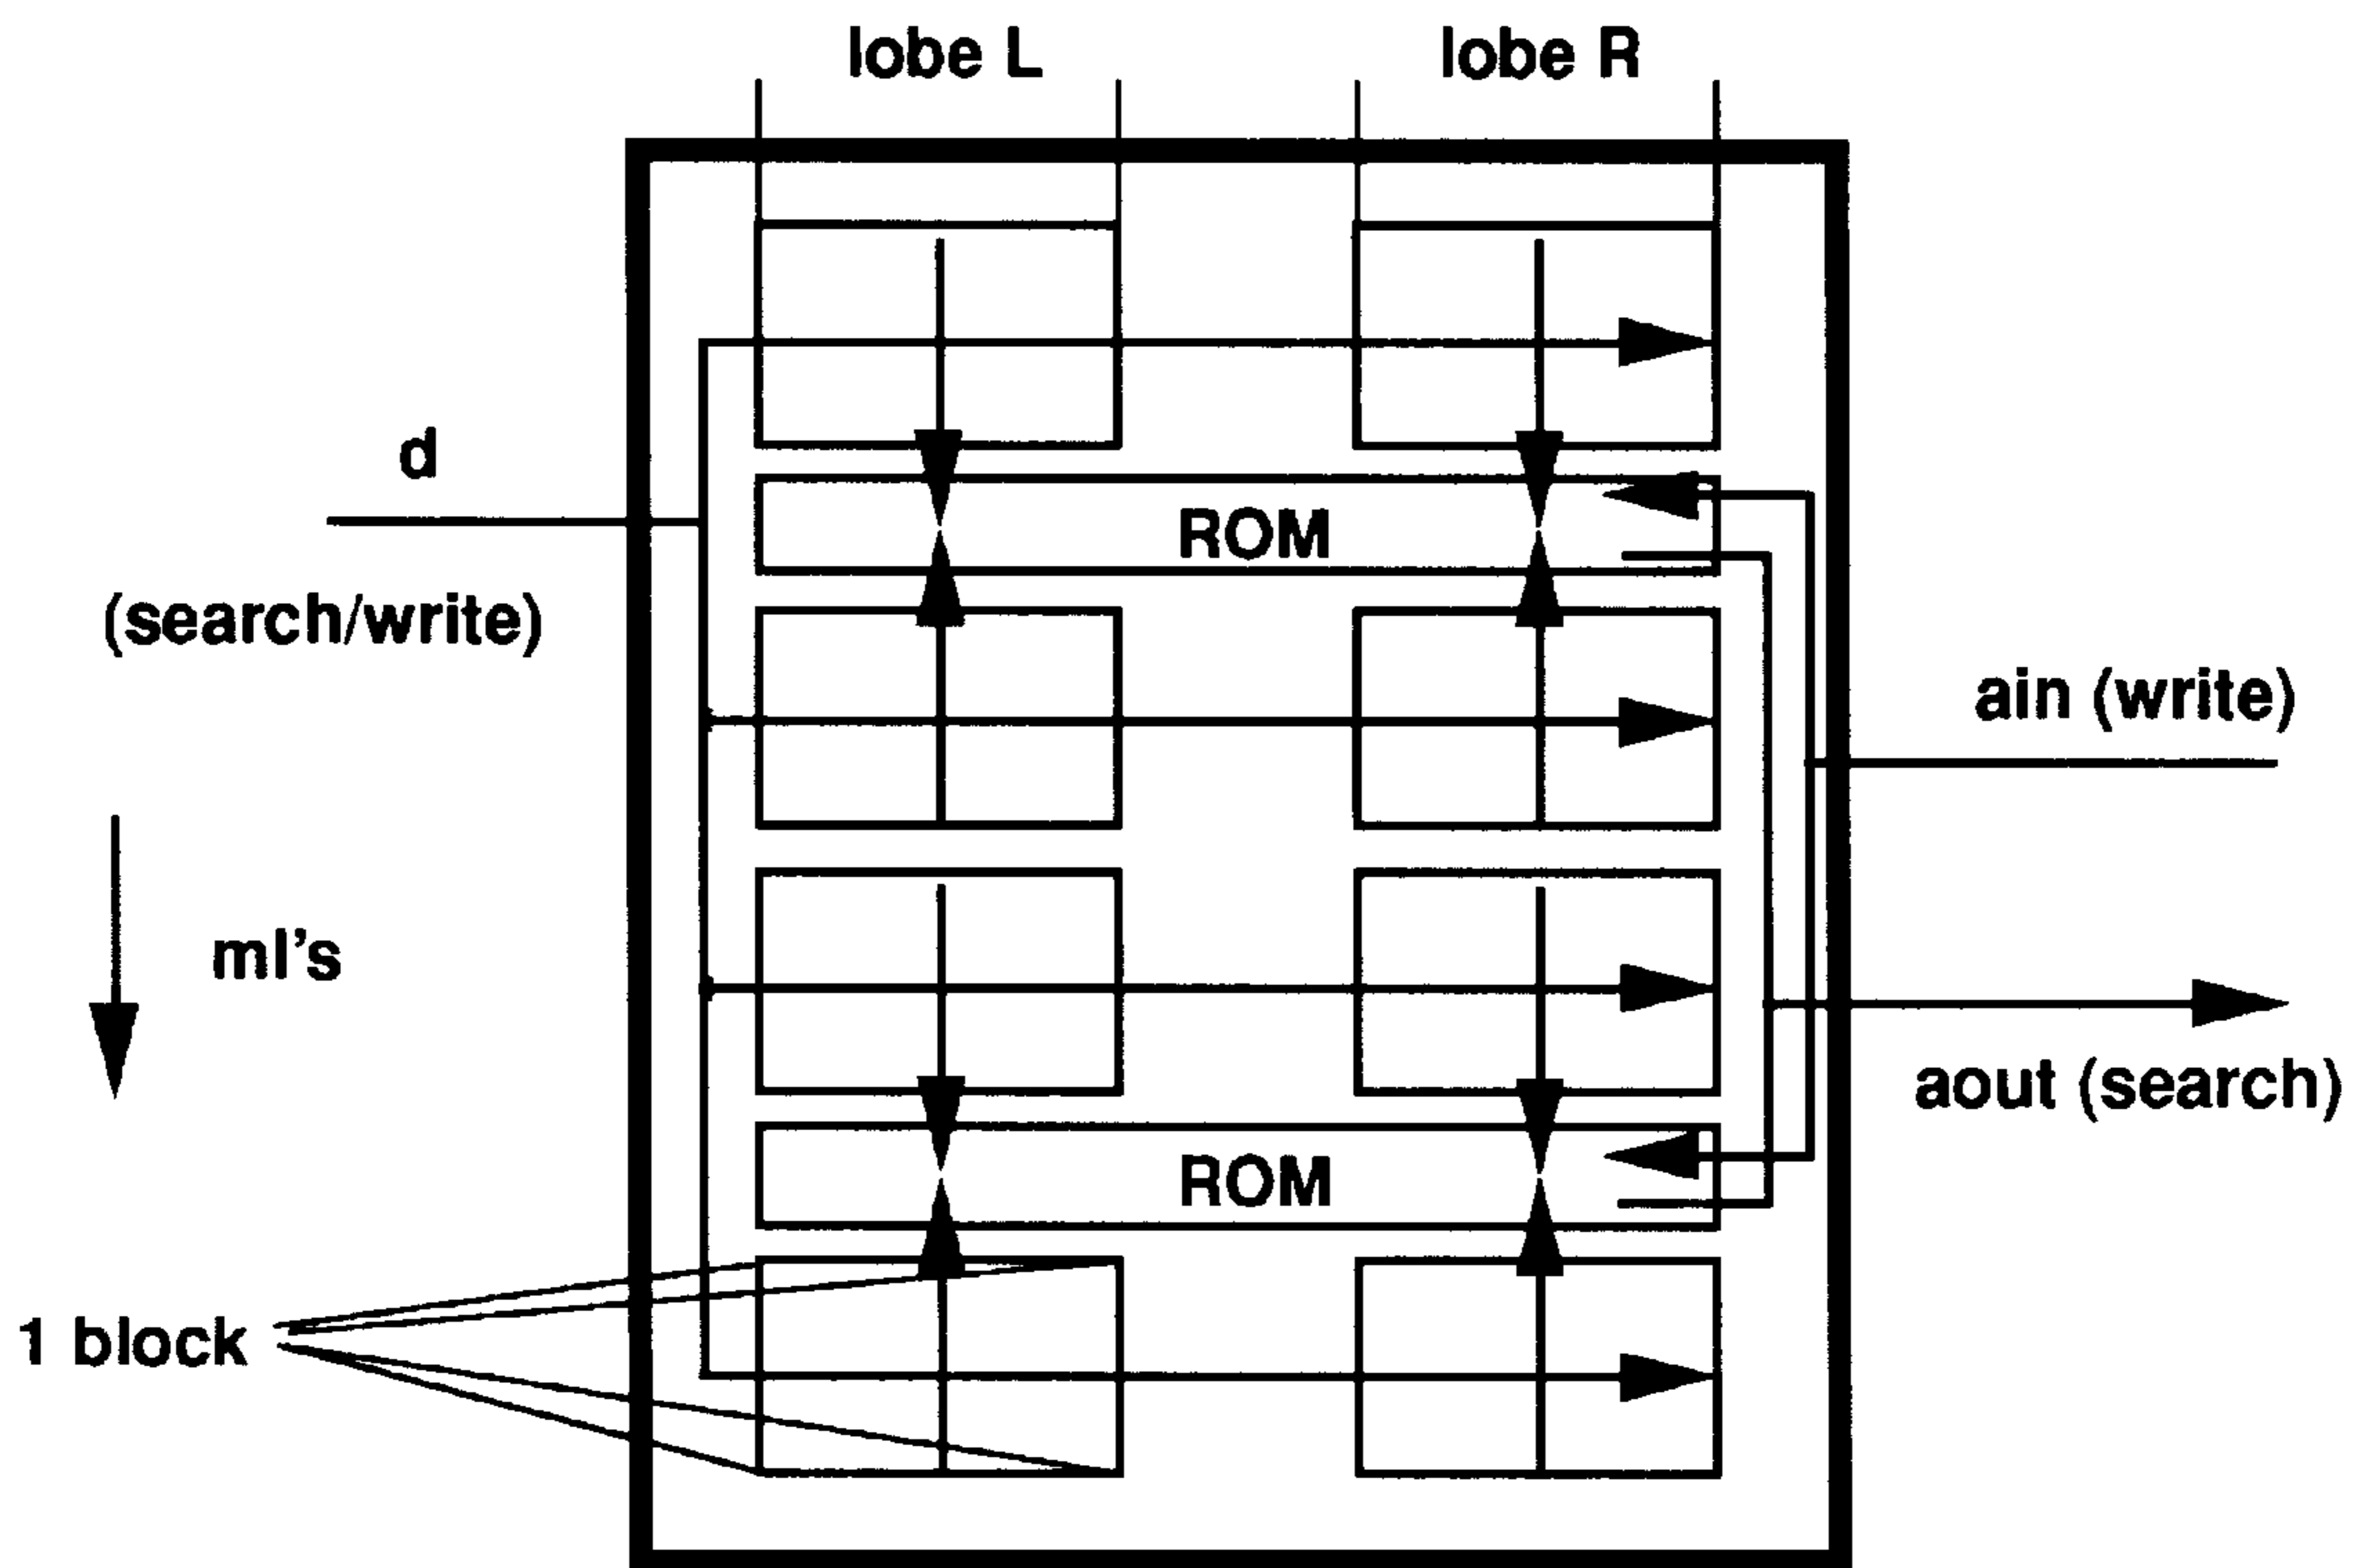 lobe L
lobe R
d
ROM
(search/write)
ain (write)
ml's
aout (search)
ROM
1 block